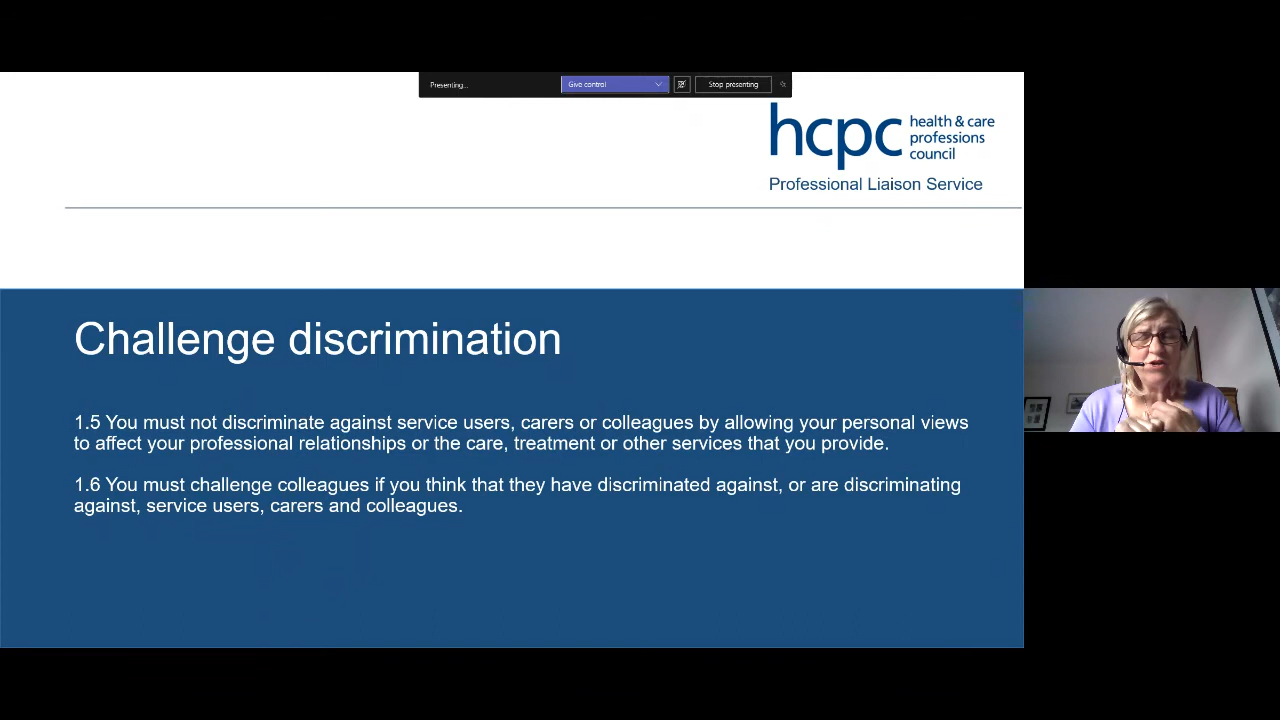 Presenting...
Give control
Stop presenting
hcpc health & care
professions
council
Professional Liaison Service
Challenge discrimination
1.5 You must not discriminate against service users, carers or colleagues by allowing your personal views
to affect your professional relationships or the care, treatment or other services that you provide.
1.6 You must challenge colleagues if you think that they have discriminated against, or are discriminating
against, service users, carers and colleagues.